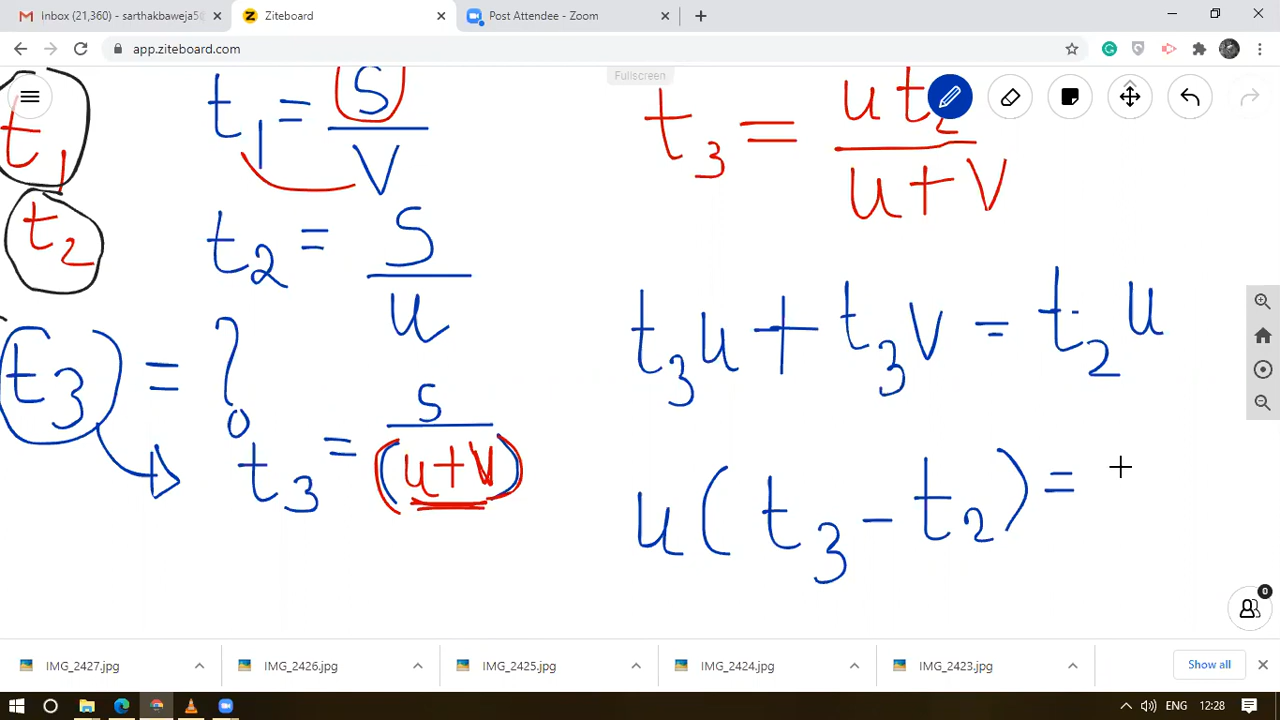 Inbox (21,360) - sarthakbaweja5
Ziteboard
Post Attendee - Zoom
app.ziteboard.com
Fullscreen
t1
t2
t3 = ?
t1 = S/V
t2 = S/u
t3 = s/(u+v)
t3 = ut2/u+V
t3u + t3v = t2u
u(t3 - t2) =
0
IMG_2427.jpg
IMG_2426.jpg
IMG_2425.jpg
IMG_2424.jpg
IMG_2423.jpg
Show all
ENG
12:28